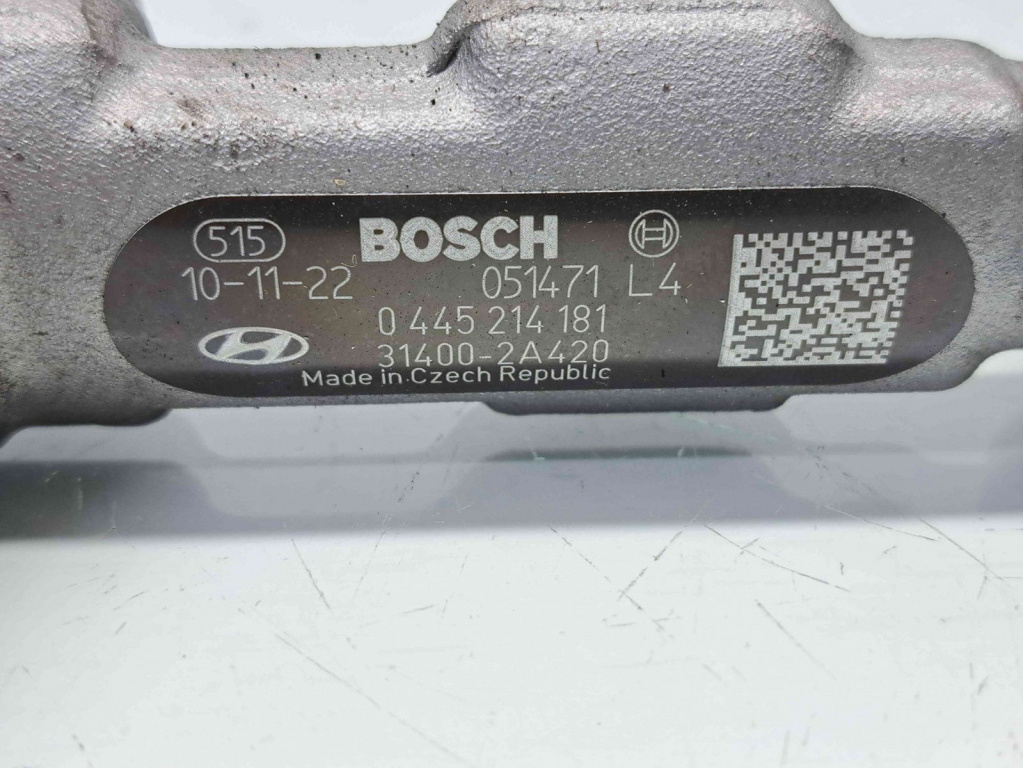 515 BOSCH
10-11-22 051471 L4
0 445 214 181
31400-2A420
Made in Czech Republic